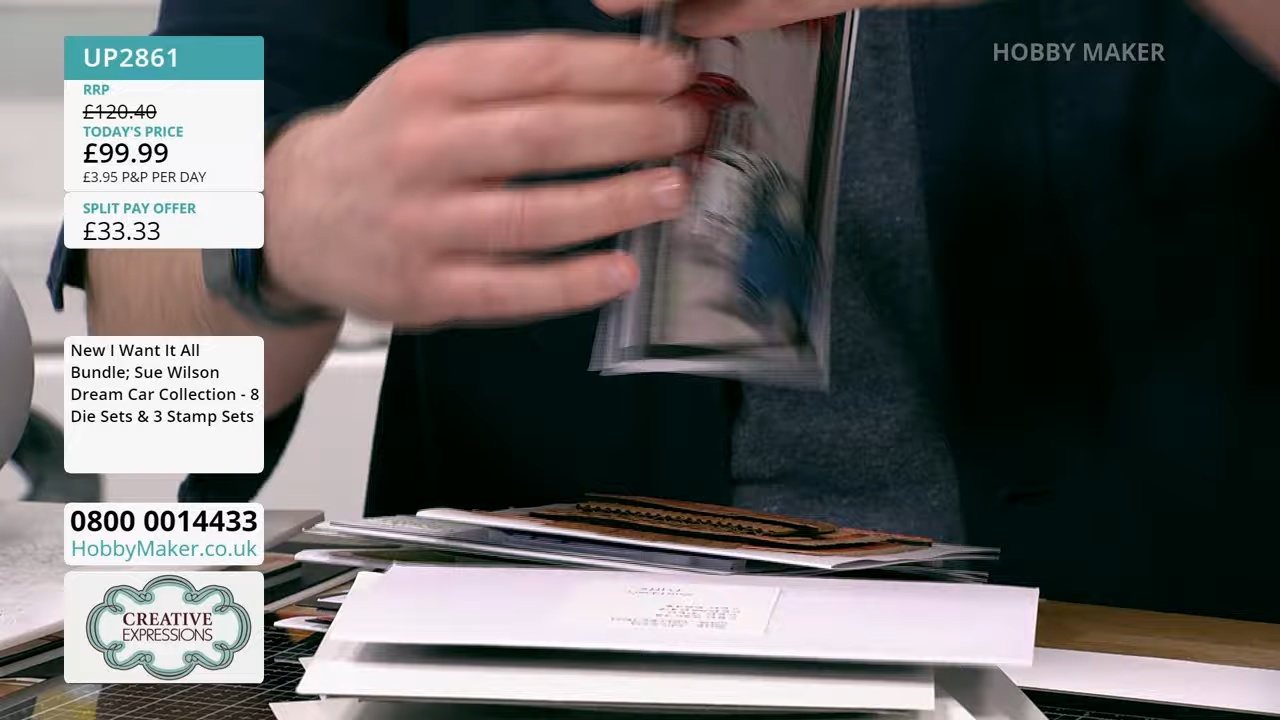 UP2861
RRP
£120.40
TODAY'S PRICE
£99.99
£3.95 P&P PER DAY
SPLIT PAY OFFER
£33.33
New I Want It All
Bundle; Sue Wilson
Dream Car Collection - 8
Die Sets & 3 Stamp Sets
0800 0014433
HobbyMaker.co.uk
CREATIVE
EXPRESSIONS
HOBBY MAKER